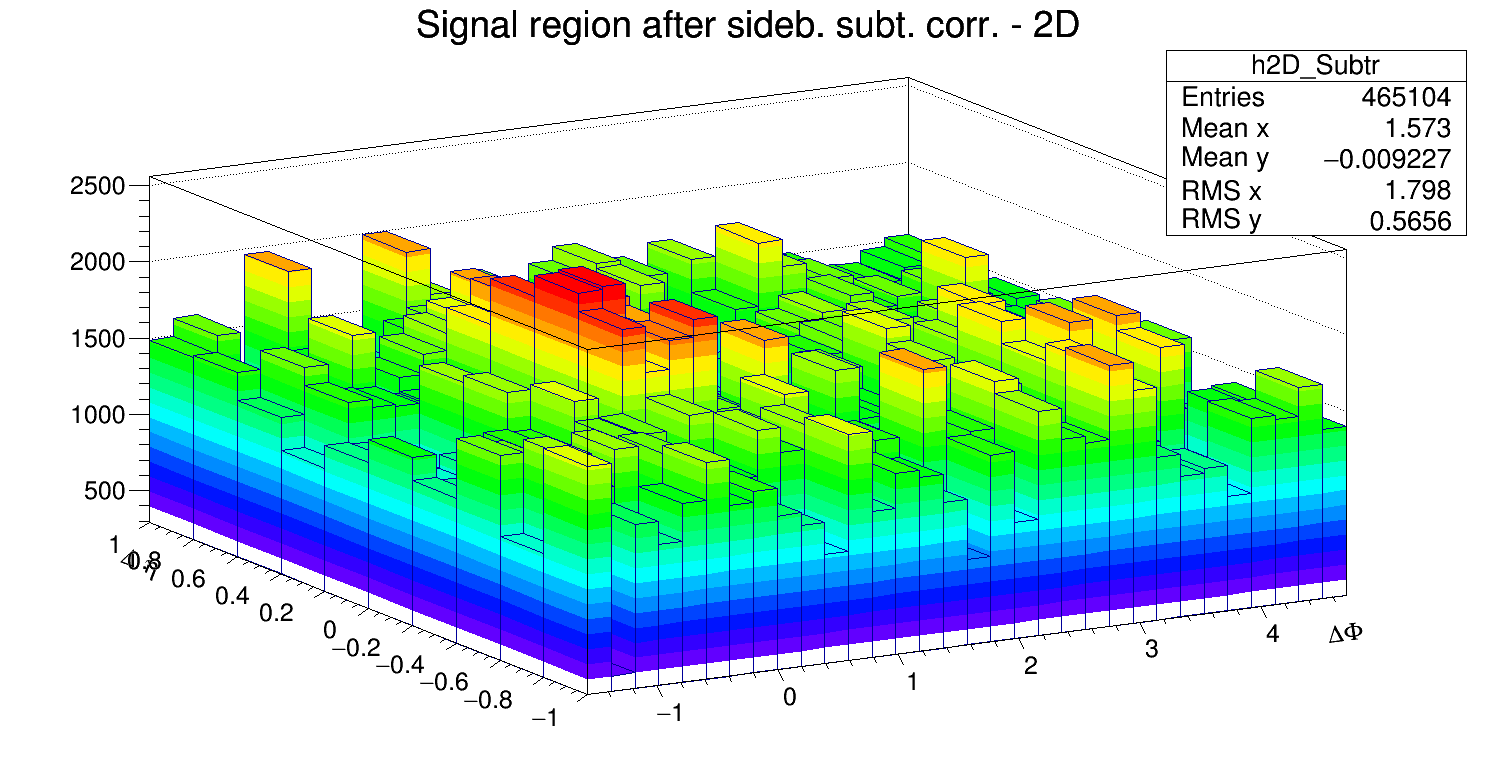 Signal region after sideb. subt. corr. - 2D
h2D_Subtr
Entries 465104
Mean x 1.573
Mean y −0.009227
RMS x 1.798
RMS y 0.5656
2500
2000
1500
1000
500
1
0.8
0.6
0.4
0.2
0
−0.2
−0.4
−0.6
−0.8
−1
Δη
−1
0
1
2
3
4
ΔΦ